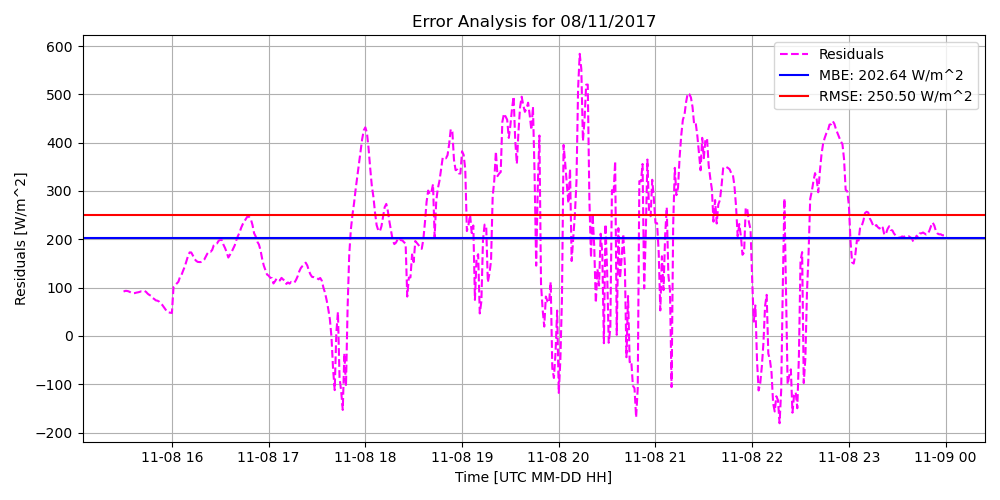 Error Analysis for 08/11/2017
Residuals
MBE: 202.64 W/m^2
RMSE: 250.50 W/m^2
Residuals [W/m^2]
600
500
400
300
200
100
0
−100
−200
11-08 16 11-08 17 11-08 18 11-08 19 11-08 20 11-08 21 11-08 22 11-08 23 11-09 00
Time [UTC MM-DD HH]